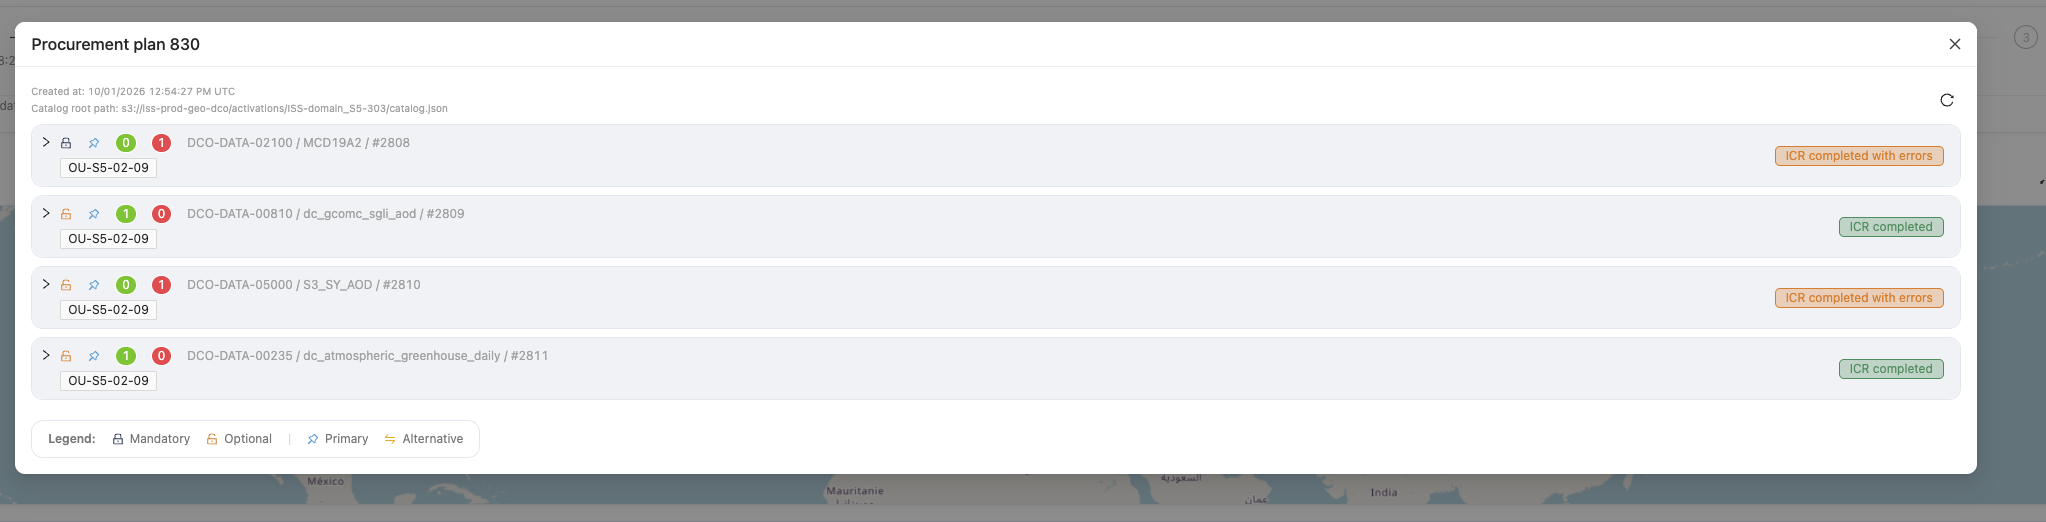 Procurement plan 830
3
Created at: 10/01/2026 12:54:27 PM UTC
Catalog root path: s3://iss-prod-geo-dco/activations/ISS-domain_S5-303/catalog.json
0 1 DCO-DATA-02100 / MCD19A2 / #2808
OU-S5-02-09
ICR completed with errors
1 0 DCO-DATA-00810 / dc_gcomc_sgli_aod / #2809
OU-S5-02-09
ICR completed
0 1 DCO-DATA-05000 / S3_SY_AOD / #2810
OU-S5-02-09
ICR completed with errors
1 0 DCO-DATA-00235 / dc_atmospheric_greenhouse_daily / #2811
OU-S5-02-09
ICR completed
Legend: Mandatory Optional | Primary Alternative
México
Mauritanie
السعودية
عمان
India